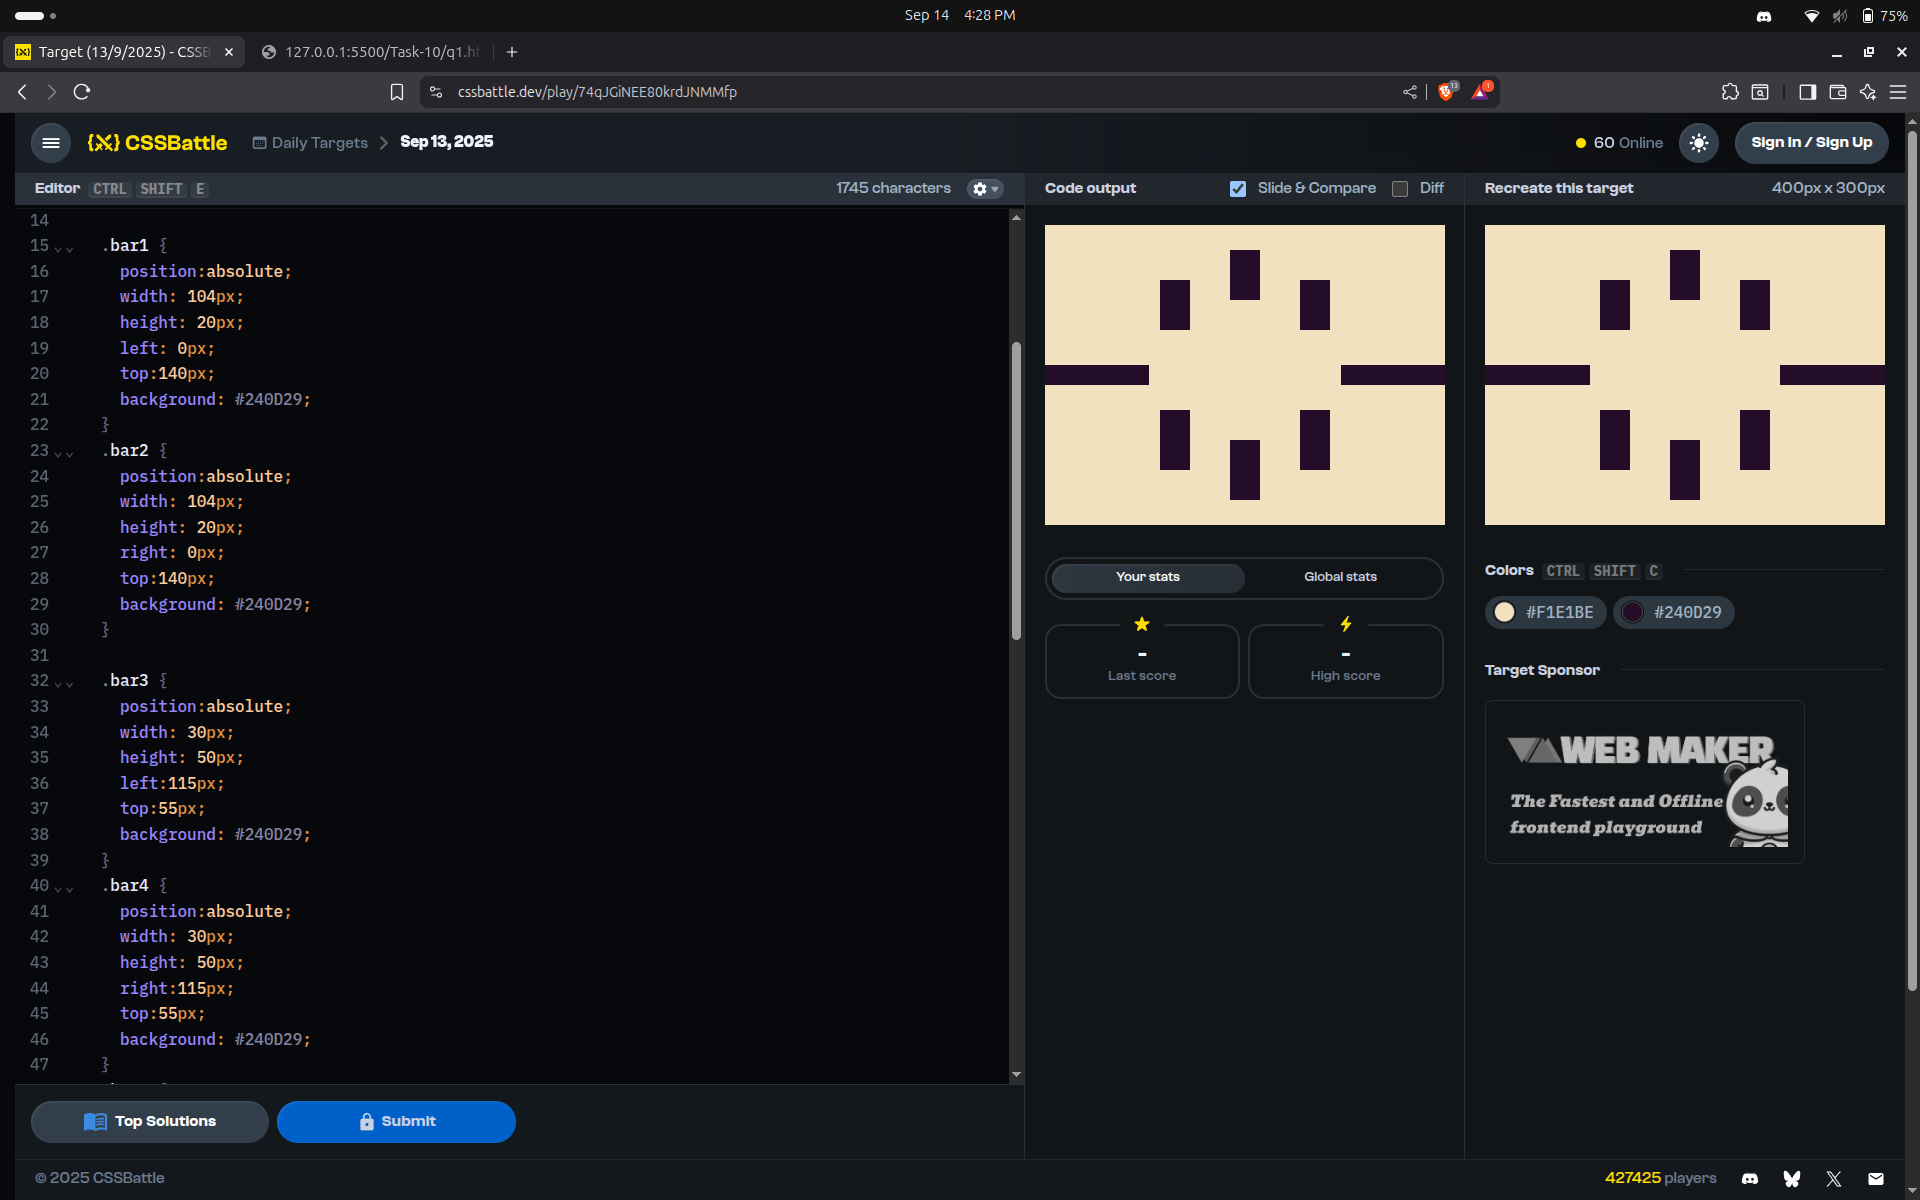 Sep 14 4:28 PM
75%
Target (13/9/2025) - CSSB
127.0.0.1:5500/Task-10/q1.h
cssbattle.dev/play/74qJGiNEE80krdJNMMfp
13
1
CSSBattle
Daily Targets
Sep 13, 2025
60 Online
Sign In / Sign Up
Editor CTRL SHIFT E
1745 characters
Code output
Slide & Compare
Diff
Recreate this target
400px x 300px
14
15 .bar1 {
16 position:absolute;
17 width: 104px;
18 height: 20px;
19 left: 0px;
20 top:140px;
21 background: #240D29;
22 }
23 .bar2 {
24 position:absolute;
25 width: 104px;
26 height: 20px;
27 right: 0px;
28 top:140px;
29 background: #240D29;
30 }
31
32 .bar3 {
33 position:absolute;
34 width: 30px;
35 height: 50px;
36 left:115px;
37 top:55px;
38 background: #240D29;
39 }
40 .bar4 {
41 position:absolute;
42 width: 30px;
43 height: 50px;
44 right:115px;
45 top:55px;
46 background: #240D29;
47 }
Your stats
Global stats
-
Last score
-
High score
Colors CTRL SHIFT C
#F1E1BE
#240D29
Target Sponsor
WEB MAKER
The Fastest and Offline
frontend playground
Top Solutions
Submit
© 2025 CSSBattle
427425 players